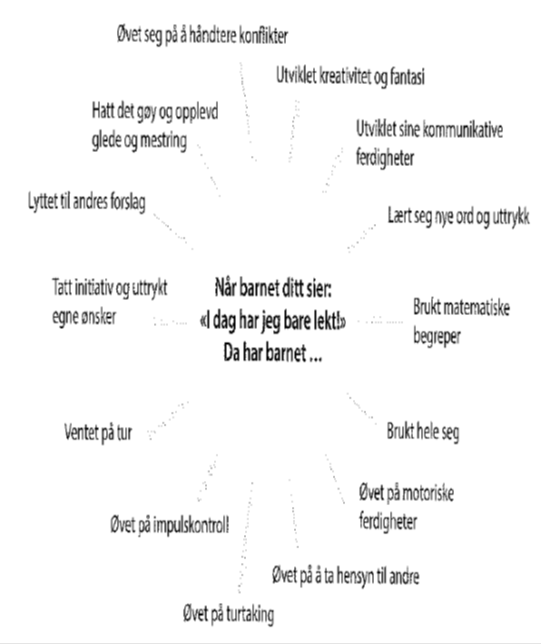 Øvet seg på å håndtere konflikter
Utviklet kreativitet og fantasi
Hatt det gøy og opplevd
glede og mestring
Utviklet sine kommunikative
ferdigheter
Lyttet til andres forslag
Lært seg nye ord og uttrykk
Tatt initiativ og uttrykt
egne ønsker
Når barnet ditt sier:
«I dag har jeg bare lekt!»
Da har barnet ...
Brukt matematiske
begreper
Ventet på tur
Brukt hele seg
Øvet på motoriske
ferdigheter
Øvet på impulskontroll
Øvet på å ta hensyn til andre
Øvet på turtaking